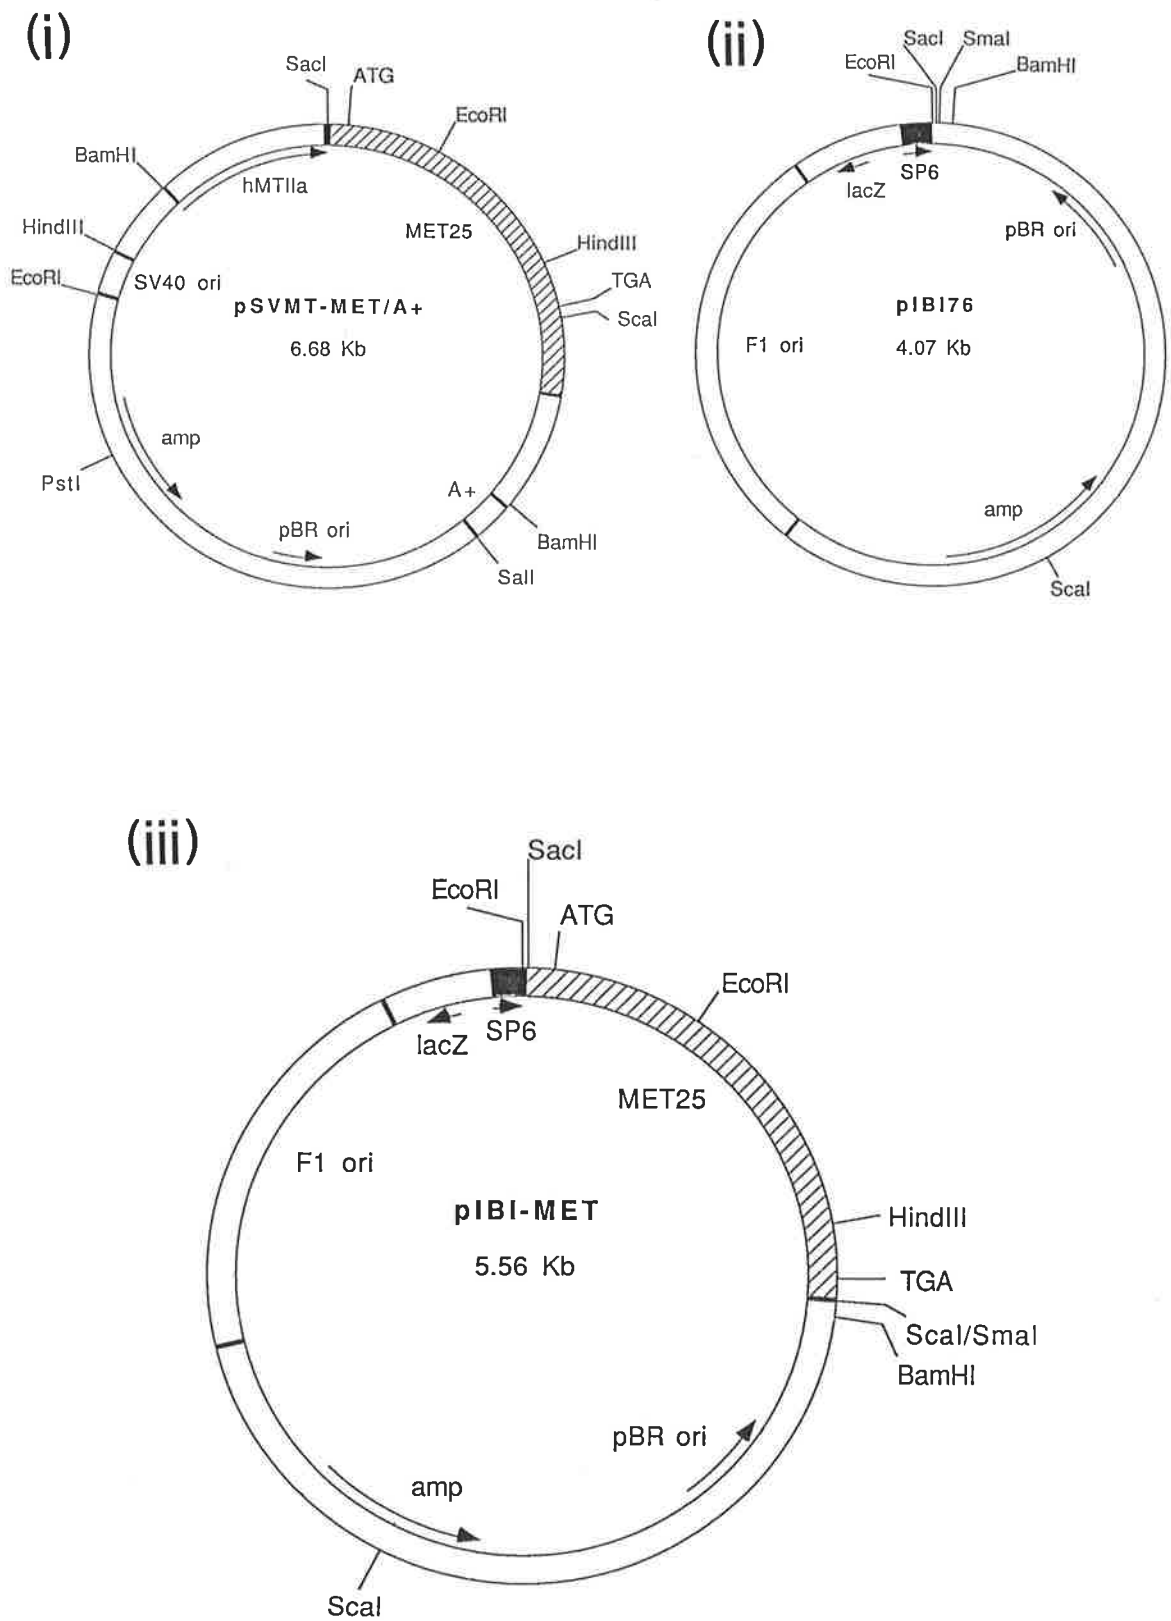 (i)
SacI
ATG
EcoRI
BamHI
hMTIIa
HindIII
MET25
HindIII
EcoRI
SV40 ori
TGA
pSVMT-MET/A+
ScaI
6.68 Kb
amp
PstI
A+
pBR ori
BamHI
SalI
(ii)
SacI
SmaI
EcoRI
BamHI
SP6
lacZ
pBR ori
pIBI76
F1 ori
4.07 Kb
amp
ScaI
(iii)
SacI
EcoRI
ATG
EcoRI
SP6
lacZ
MET25
F1 ori
pIBI-MET
HindIII
5.56 Kb
TGA
ScaI/SmaI
BamHI
pBR ori
amp
ScaI